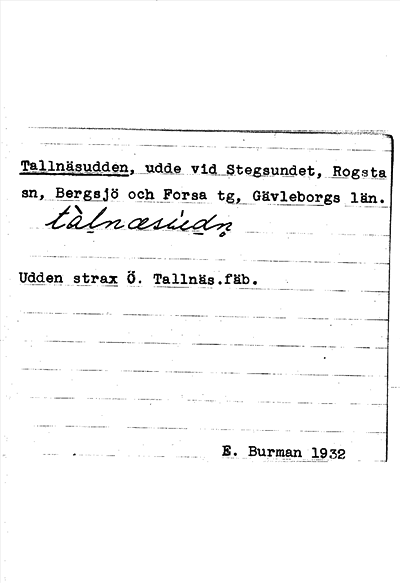 Tallnäsudden, udde vid Stegsundet, Rogsta
sn, Bergsjö och Forsa tg, Gävleborgs län.
Udden strax Ö. Tallnäs.fäb.
E. Burman 1932